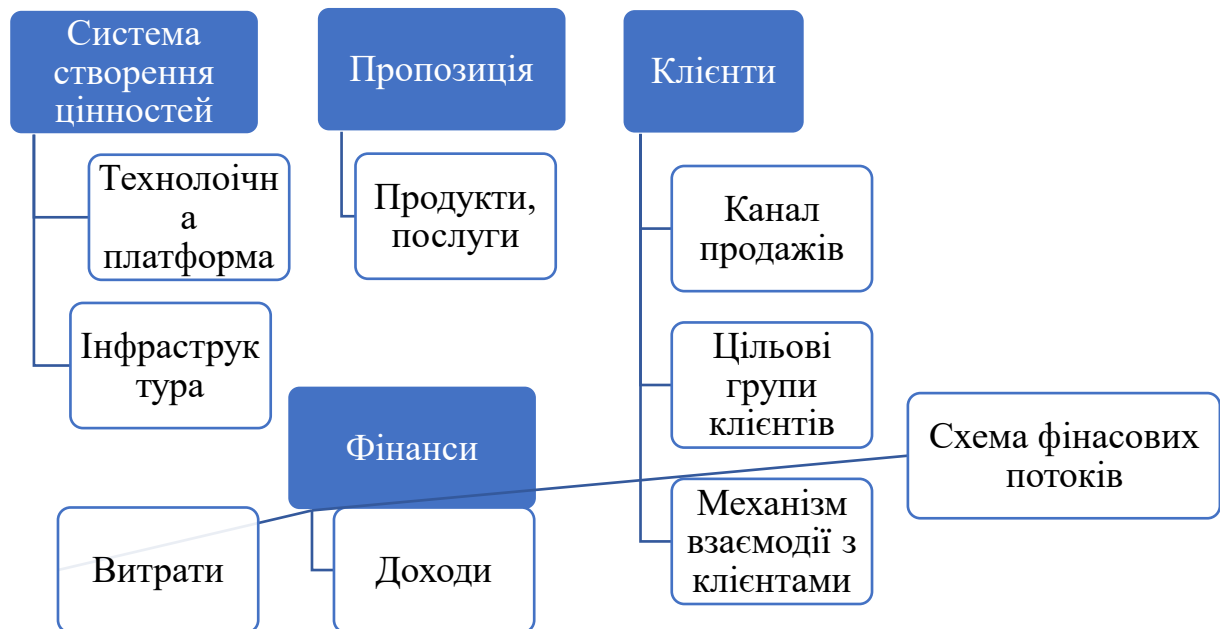 Система
створення
цінностей
Пропозиція
Клієнти
Технолоічн
а
платформа
Інфраструк
тура
Продукти,
послуги
Канал
продажів
Цільові
групи
клієнтів
Механізм
взаємодії з
клієнтами
Фінанси
Витрати
Доходи
Схема фінасових
потоків